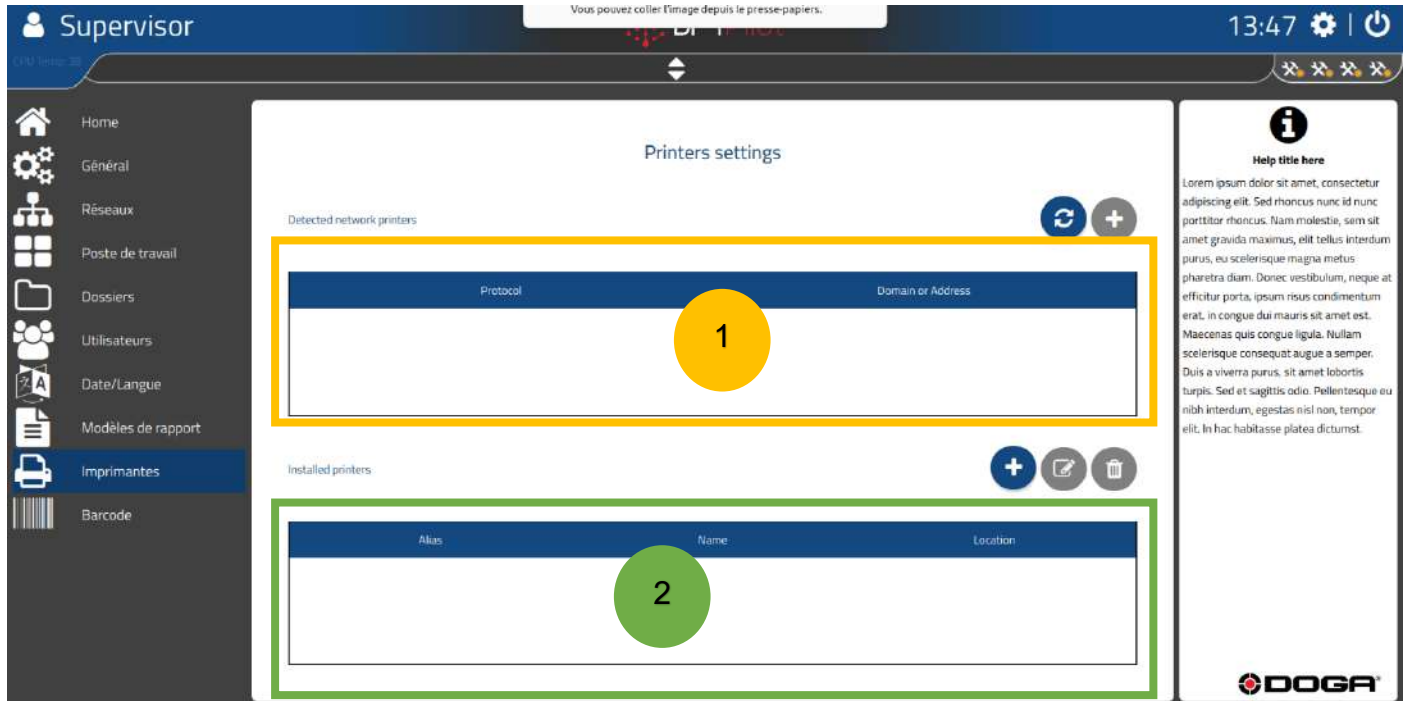 Vous pouvez coller l'image depuis le presse-papiers.
Supervisor
13:47
Home
Général
Réseaux
Poste de travail
Dossiers
Utilisateurs
Date/Langue
Modèles de rapport
Imprimantes
Barcode
Printers settings
Detected network printers
Protocol
Domain or Address
1
Installed printers
Alias
Name
Location
2
Help title here
Lorem ipsum dolor sit amet, consectetur
adipiscing elit. Sed rhoncus nunc id nunc
porttitor rhoncus. Nam molestie, sem sit
amet gravida maximus, elit tellus interdum
purus, eu scelerisque magna metus
pharetra diam. Donec vestibulum, neque at
efficitur porta, ipsum risus condimentum
erat, in congue dui mauris sit amet est.
Maecenas quis congue ligula. Nullam
scelerisque consequat augue a semper.
Duis a viverra purus, sit amet lobortis
turpis. Sed et sagittis odio. Pellentesque eu
nibh interdum, egestas nisl non, tempor
elit. In hac habitasse platea dictumst.
DOGA